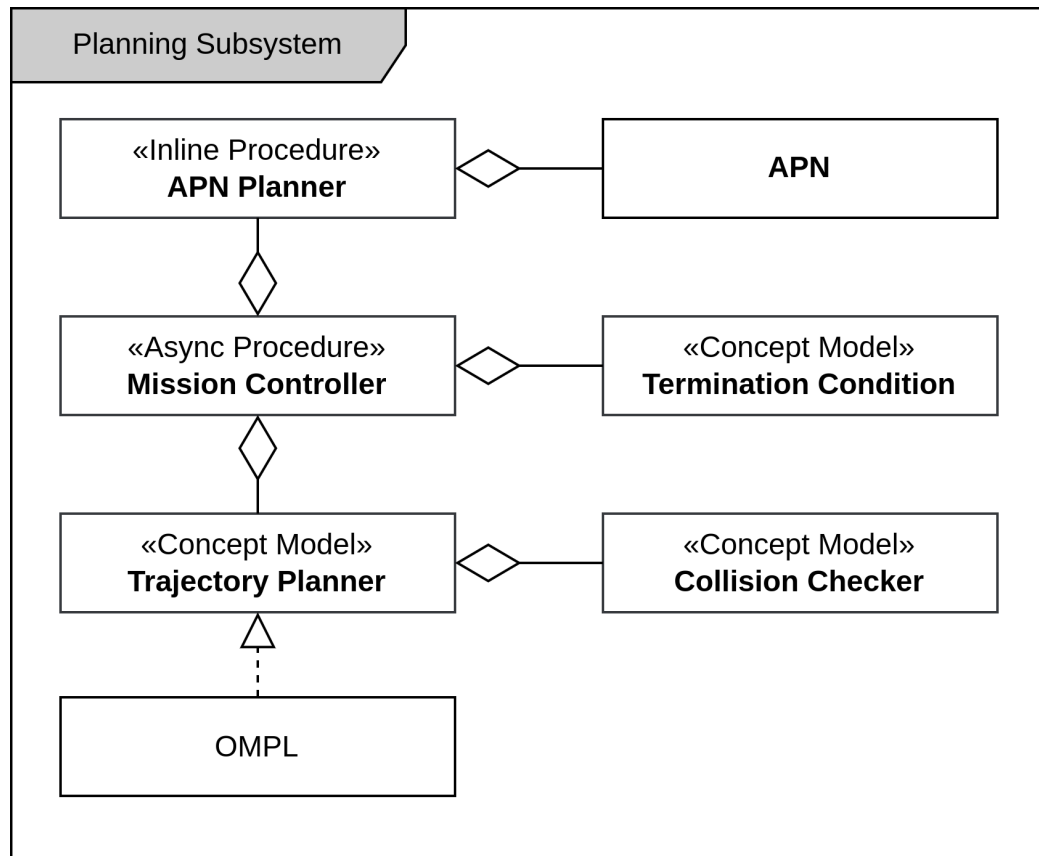 Planning Subsystem
«Inline Procedure»
APN Planner
APN
«Async Procedure»
Mission Controller
«Concept Model»
Termination Condition
«Concept Model»
Trajectory Planner
«Concept Model»
Collision Checker
OMPL